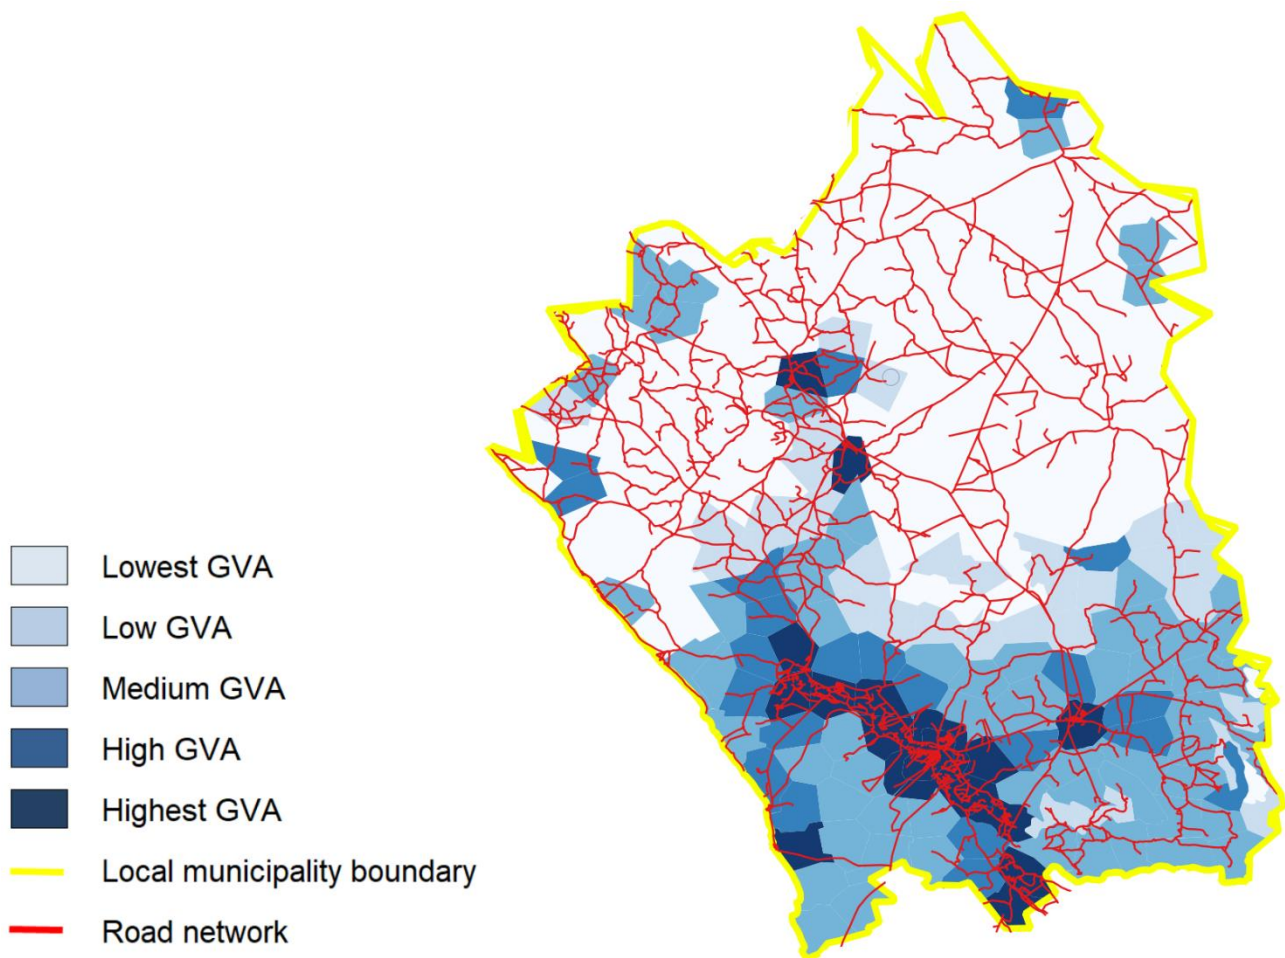 Lowest GVA
Low GVA
Medium GVA
High GVA
Highest GVA
Local municipality boundary
Road network